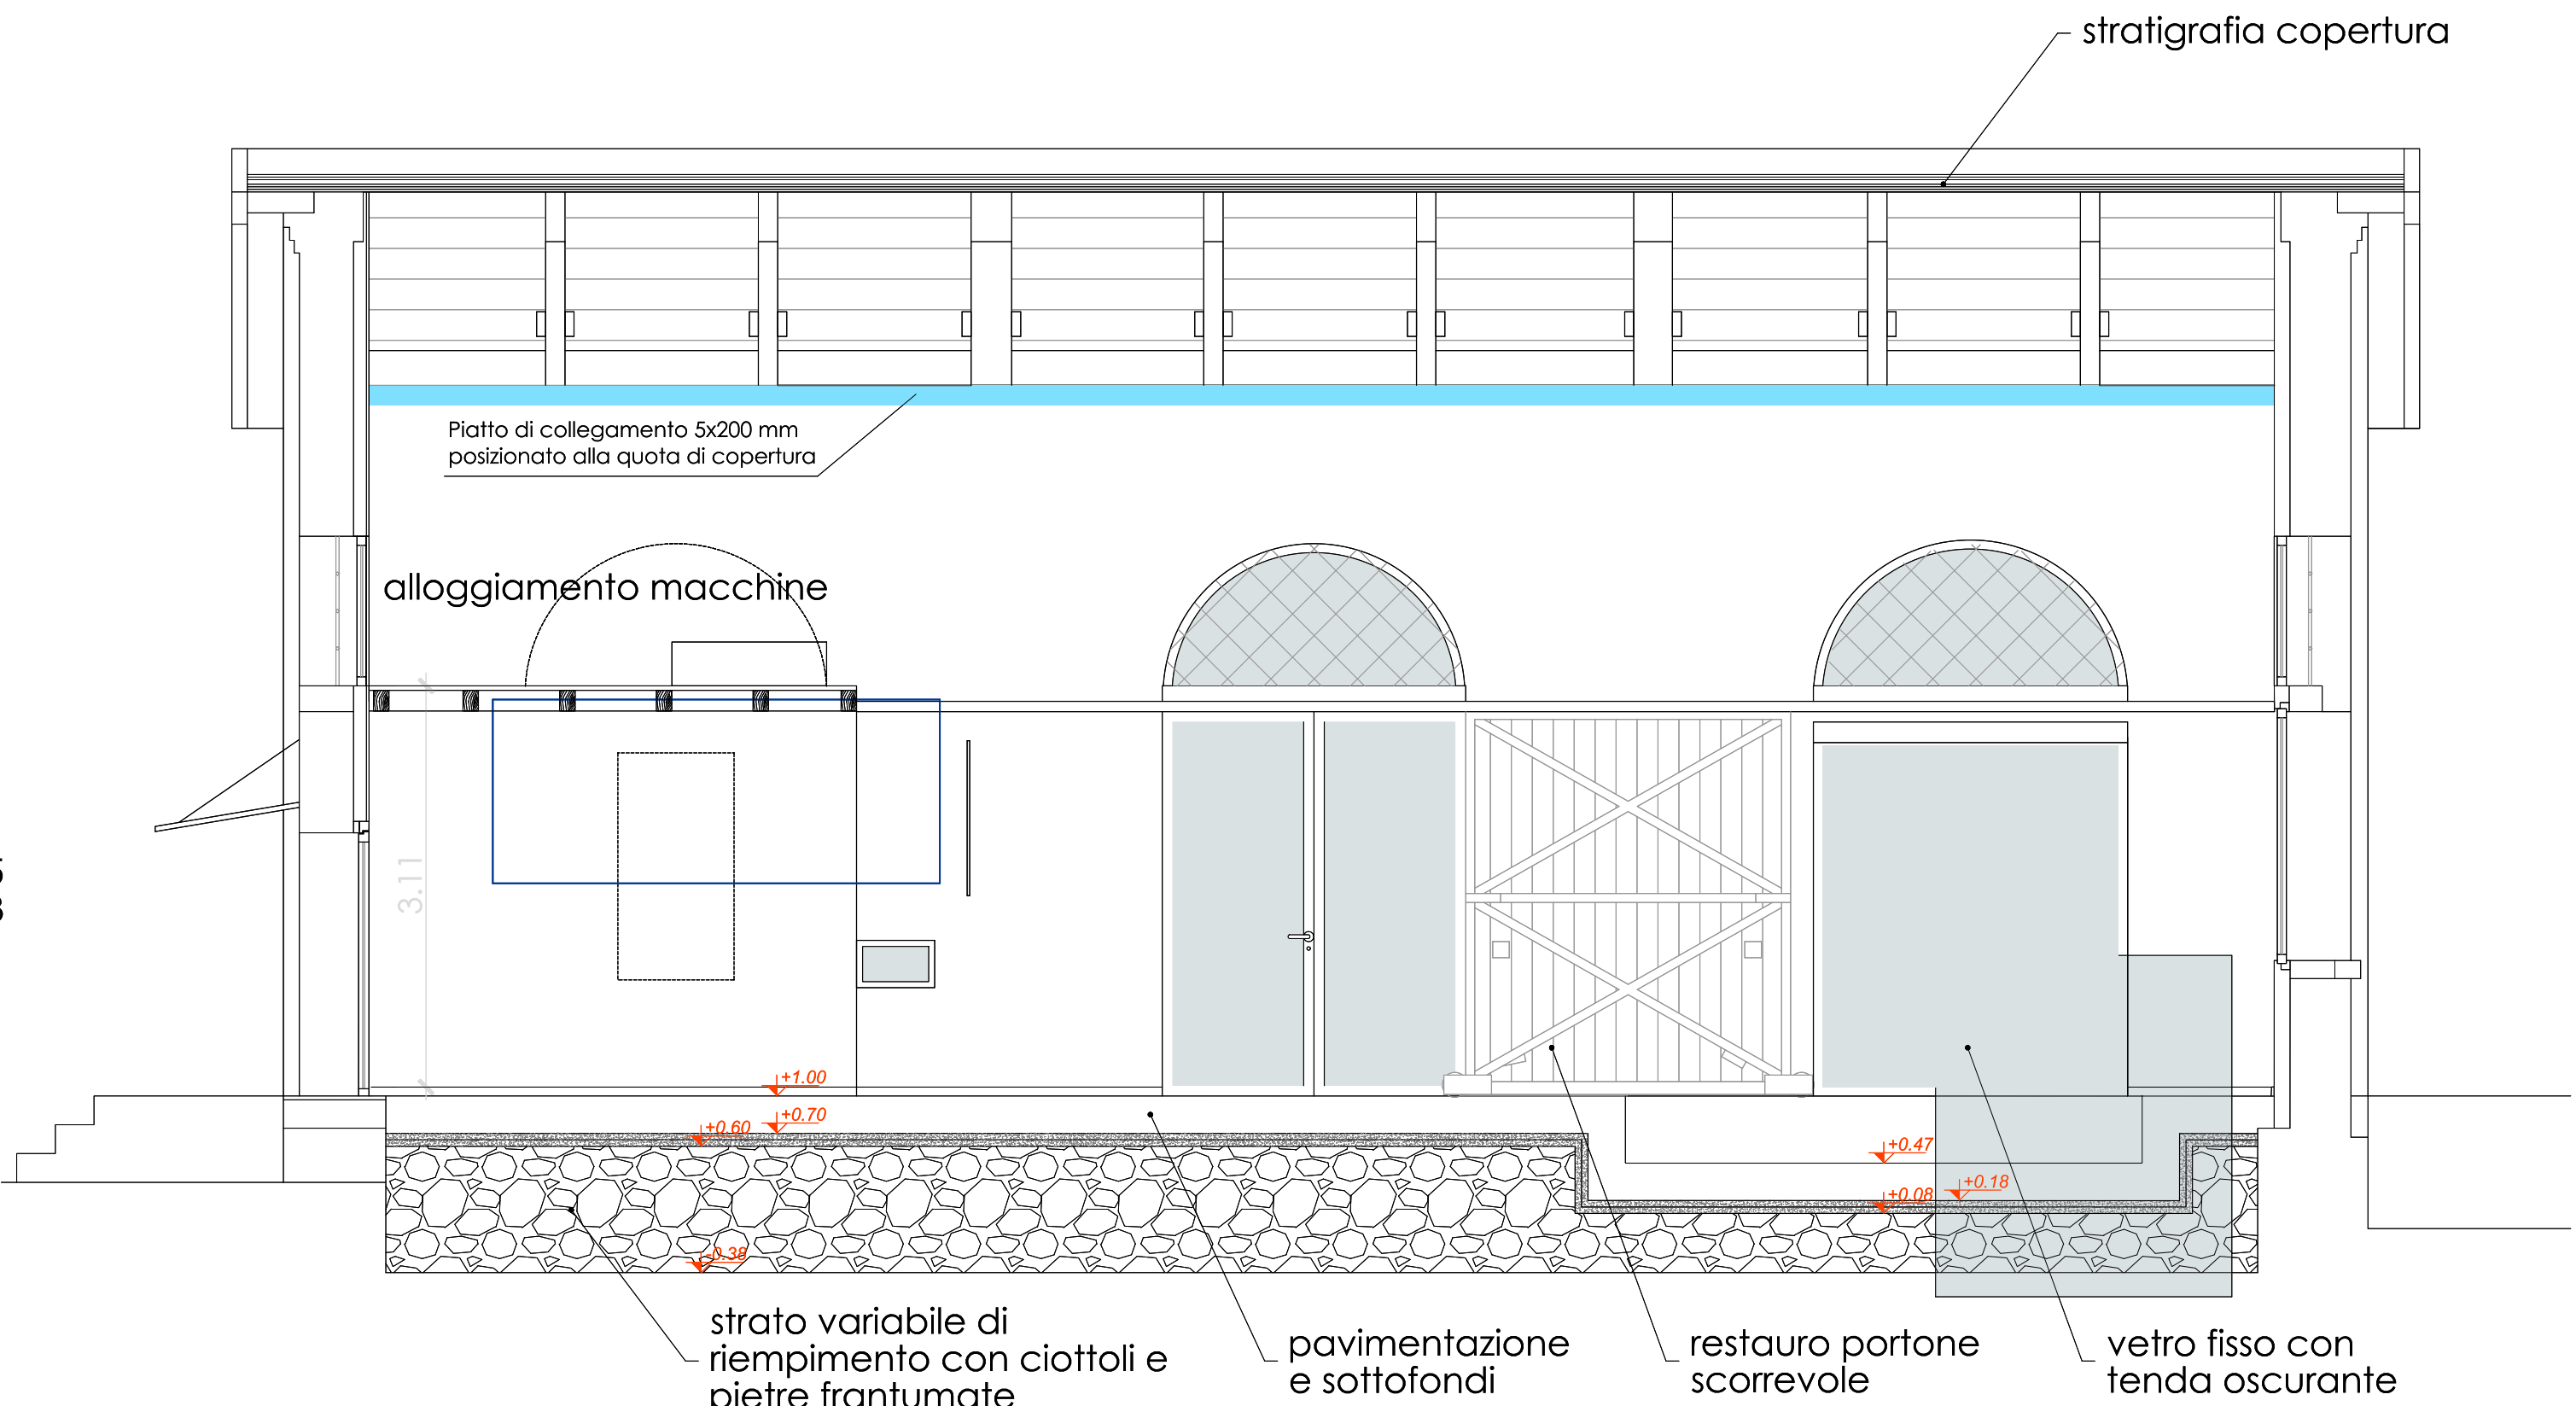 stratigrafia copertura
Piatto di collegamento 5x200 mm
posizionato alla quota di copertura
alloggiamento macchine
3.11
+1.00
+0.70
+0.60
+0.47
+0.18
+0.08
-0.38
strato variabile di
riempimento con ciottoli e
pietre frantumate
pavimentazione
e sottofondi
restauro portone
scorrevole
vetro fisso con
tenda oscurante